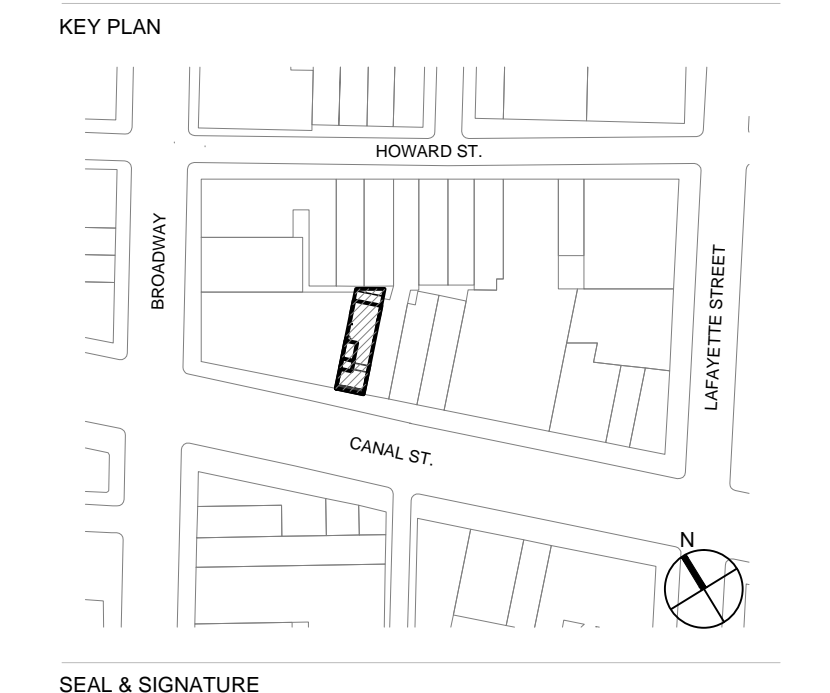 KEY PLAN
HOWARD ST.
BROADWAY
LAFAYETTE STREET
CANAL ST.
N
SEAL & SIGNATURE